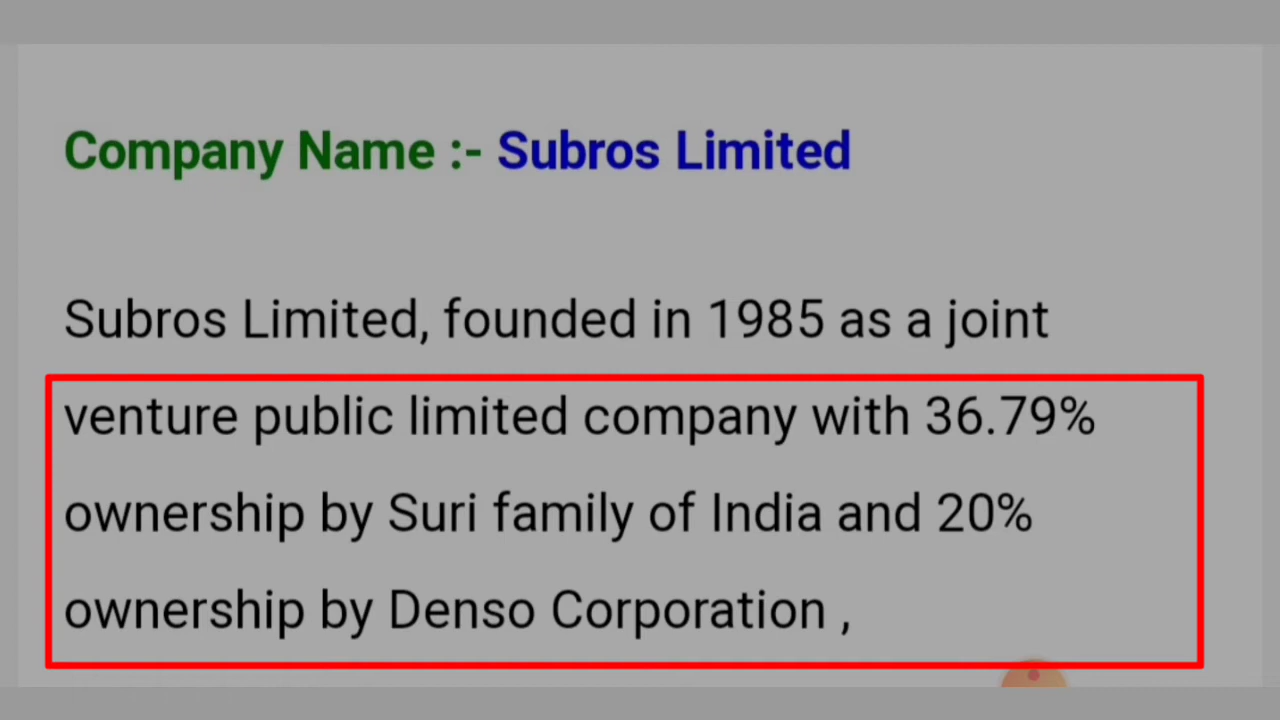 Company Name :- Subros Limited
Subros Limited, founded in 1985 as a joint
venture public limited company with 36.79%
ownership by Suri family of India and 20%
ownership by Denso Corporation ,